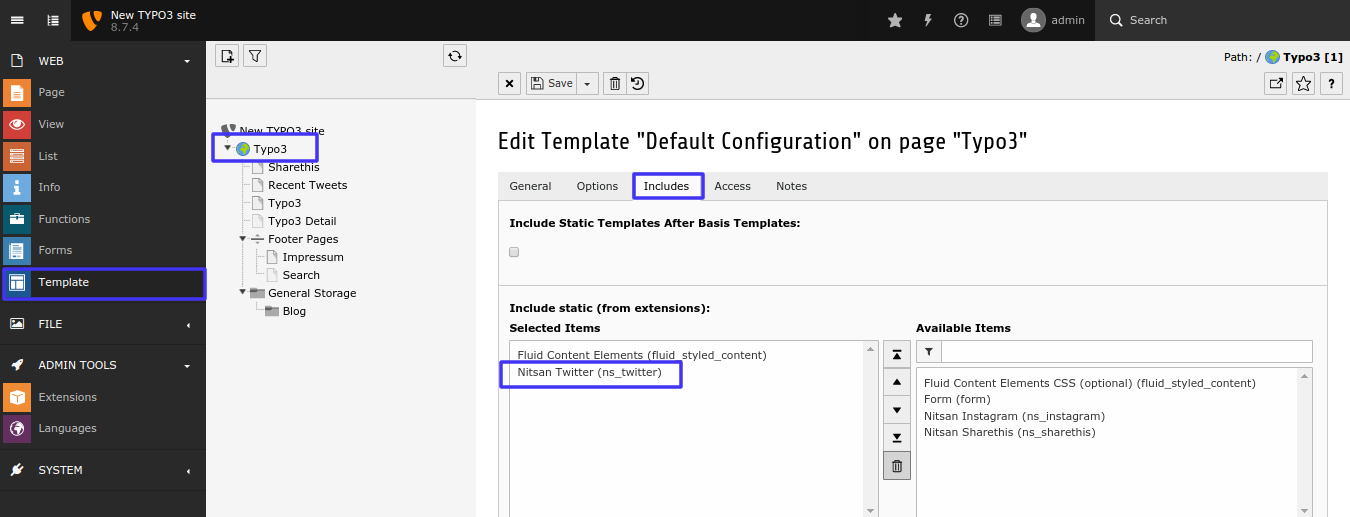 New TYPO3 site
8.7.4
admin
Search
WEB
Page
View
List
Info
Functions
Forms
Template
FILE
ADMIN TOOLS
Extensions
Languages
SYSTEM
New TYPO3 site
Typo3
Sharethis
Recent Tweets
Typo3
Typo3 Detail
Footer Pages
Impressum
Search
General Storage
Blog
Path: / Typo3 [1]
Save
?
Edit Template "Default Configuration" on page "Typo3"
General Options Includes Access Notes
Include Static Templates After Basis Templates:
Include static (from extensions):
Selected Items
Fluid Content Elements (fluid_styled_content)
Nitsan Twitter (ns_twitter)
Available Items
Fluid Content Elements CSS (optional) (fluid_styled_content)
Form (form)
Nitsan Instagram (ns_instagram)
Nitsan Sharethis (ns_sharethis)